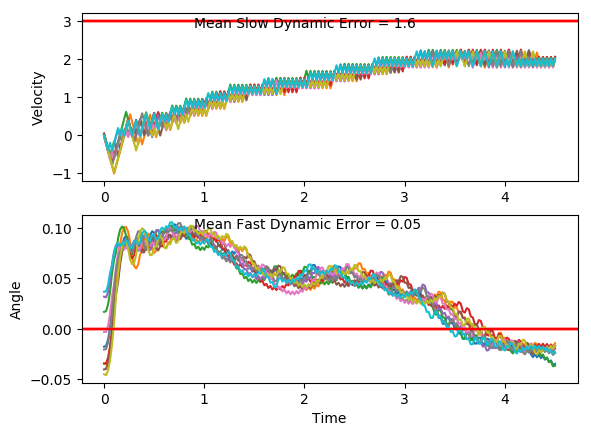 Mean Slow Dynamic Error = 1.6
3
2
1
0
−1
Velocity
0 1 2 3 4
Mean Fast Dynamic Error = 0.05
0.10
0.05
0.00
−0.05
Angle
0 1 2 3 4
Time